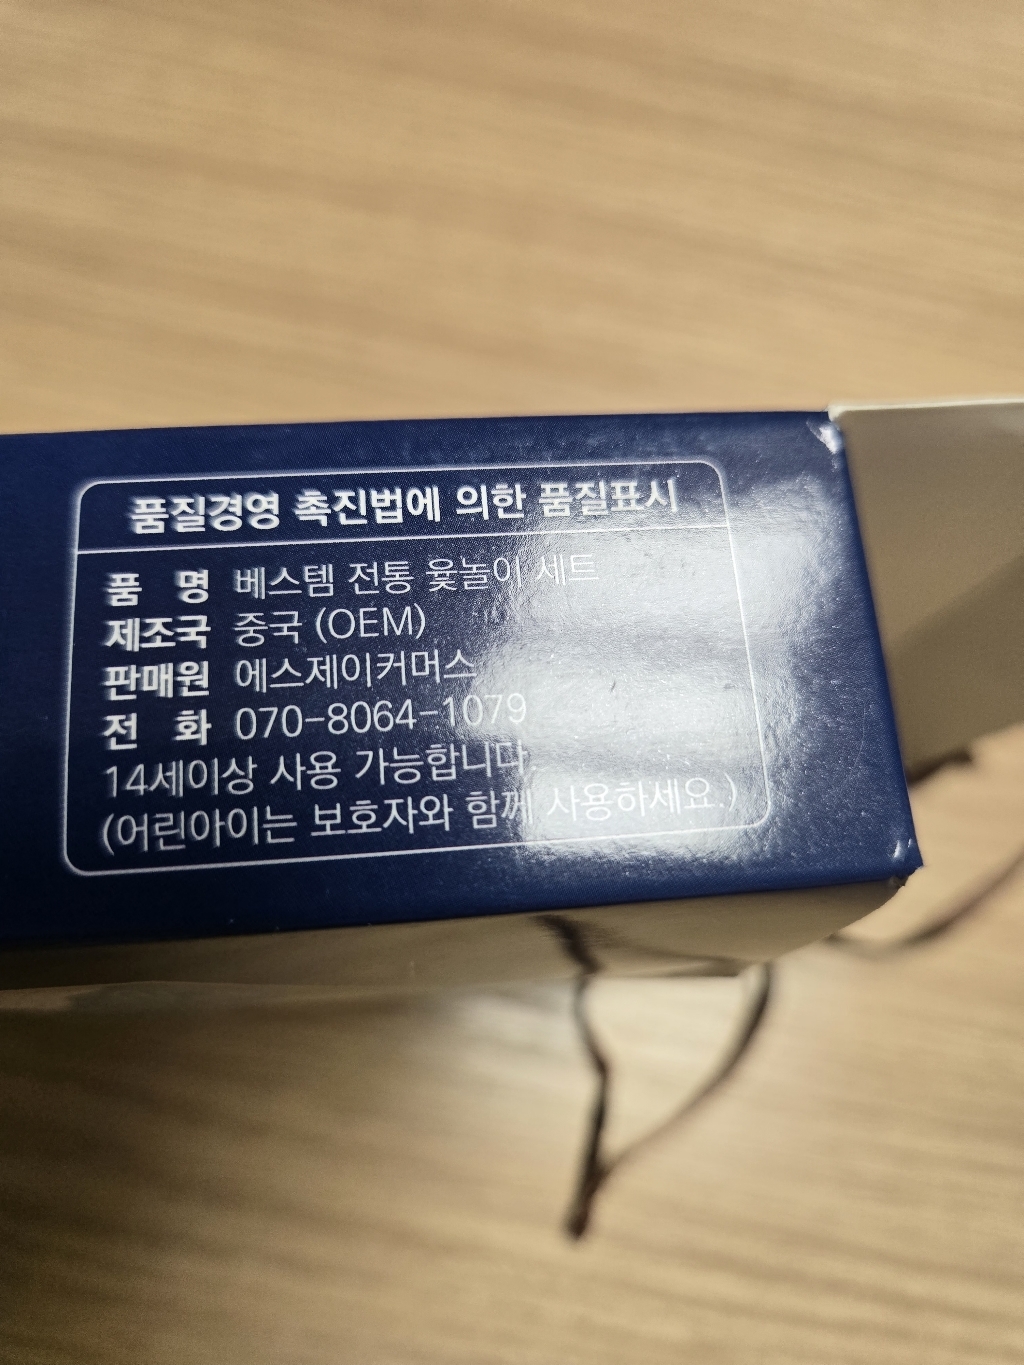 품질경영 촉진법에 의한 품질표시
품 명 베스템 전통 윷놀이 세트
제조국 중국 (OEM)
판매원 에스제이커머스
전 화 070-8064-1079
14세이상 사용 가능합니다.
(어린아이는 보호자와 함께 사용하세요.)